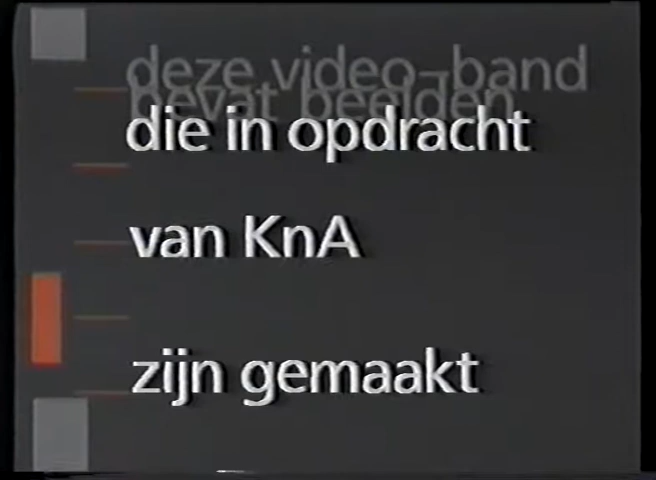 deze video-band
bevat beelden
die in opdracht
van KnA
zijn gemaakt